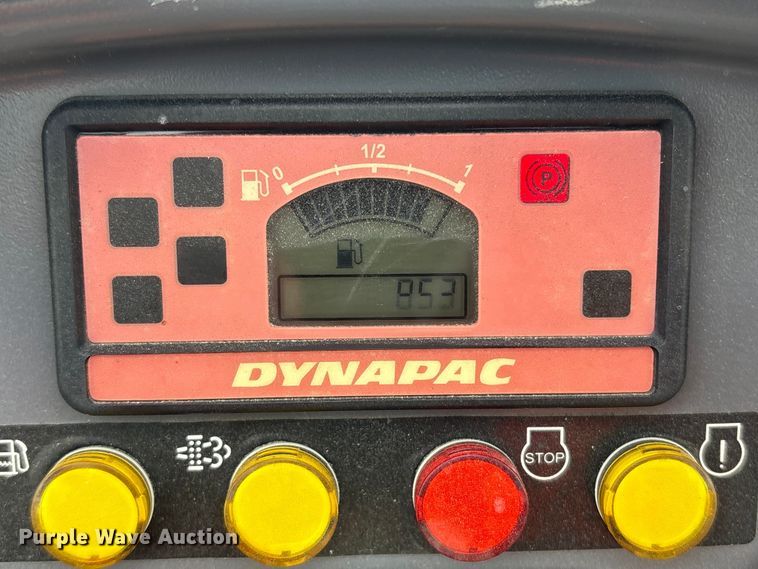 0 1/2 1
P
853
DYNAPAC
STOP
!
Purple Wave Auction